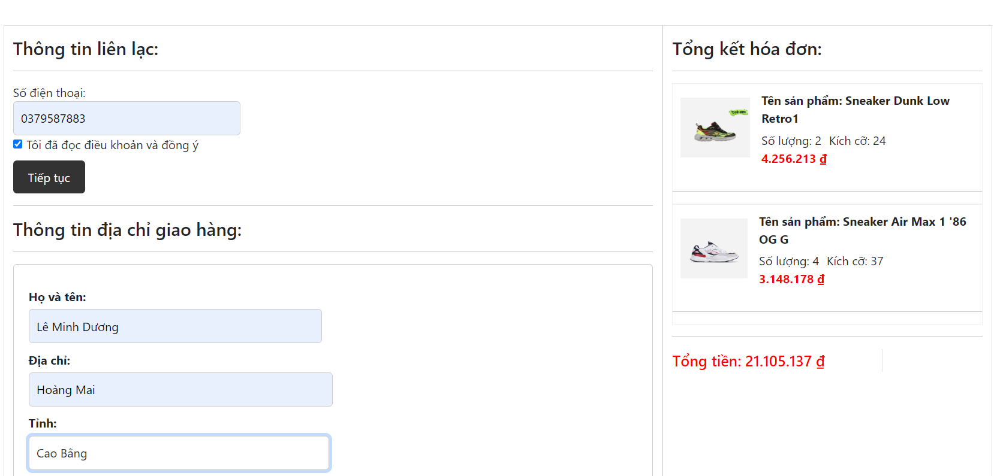 Thông tin liên lạc:
Số điện thoại:
0379587883
Tôi đã đọc điều khoản và đồng ý
Tiếp tục
Thông tin địa chỉ giao hàng:
Họ và tên:
Lê Minh Dương
Địa chỉ:
Hoàng Mai
Tỉnh:
Cao Bằng
Tổng kết hóa đơn:
Trẻ em
Tên sản phẩm: Sneaker Dunk Low
Retro1
Số lượng: 2 Kích cỡ: 24
4.256.213 ₫
Tên sản phẩm: Sneaker Air Max 1 '86
OG G
Số lượng: 4 Kích cỡ: 37
3.148.178 ₫
Tổng tiền: 21.105.137 ₫